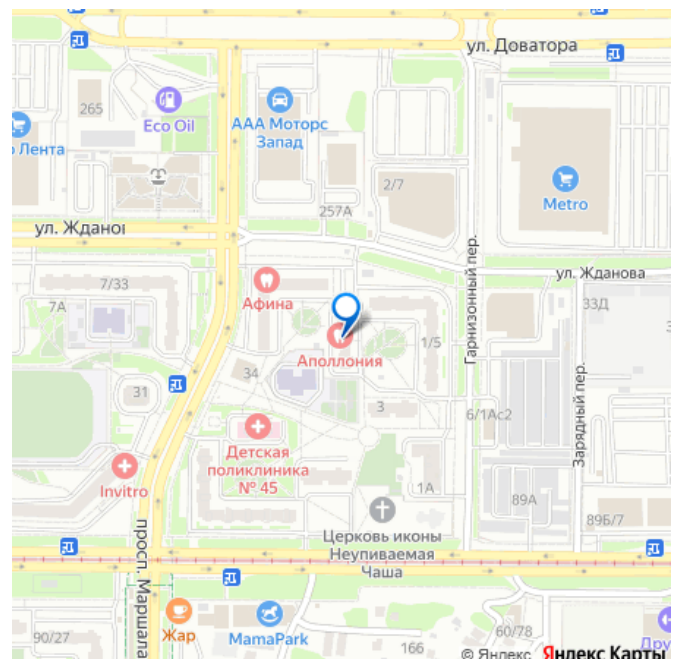 ул. Доватора
265
Eco Oil
ААА Моторс
Запад
Лента
2/7
Metro
257А
ул. Ждано
Гарнизонный пер.
ул. Жданова
7/33
Афина
7А
33Д
Аполлония
1/5
34
31
3
6/1Ас2
Зарядный пер.
Детская
поликлиника
№ 45
Invitro
1А
89А
89Б/7
Церковь иконы
Неупиваемая
Чаша
просп. Маршала
Жар
MamaPark
90/27
166
60/78
Дру
© Яндекс Яндекс Карты